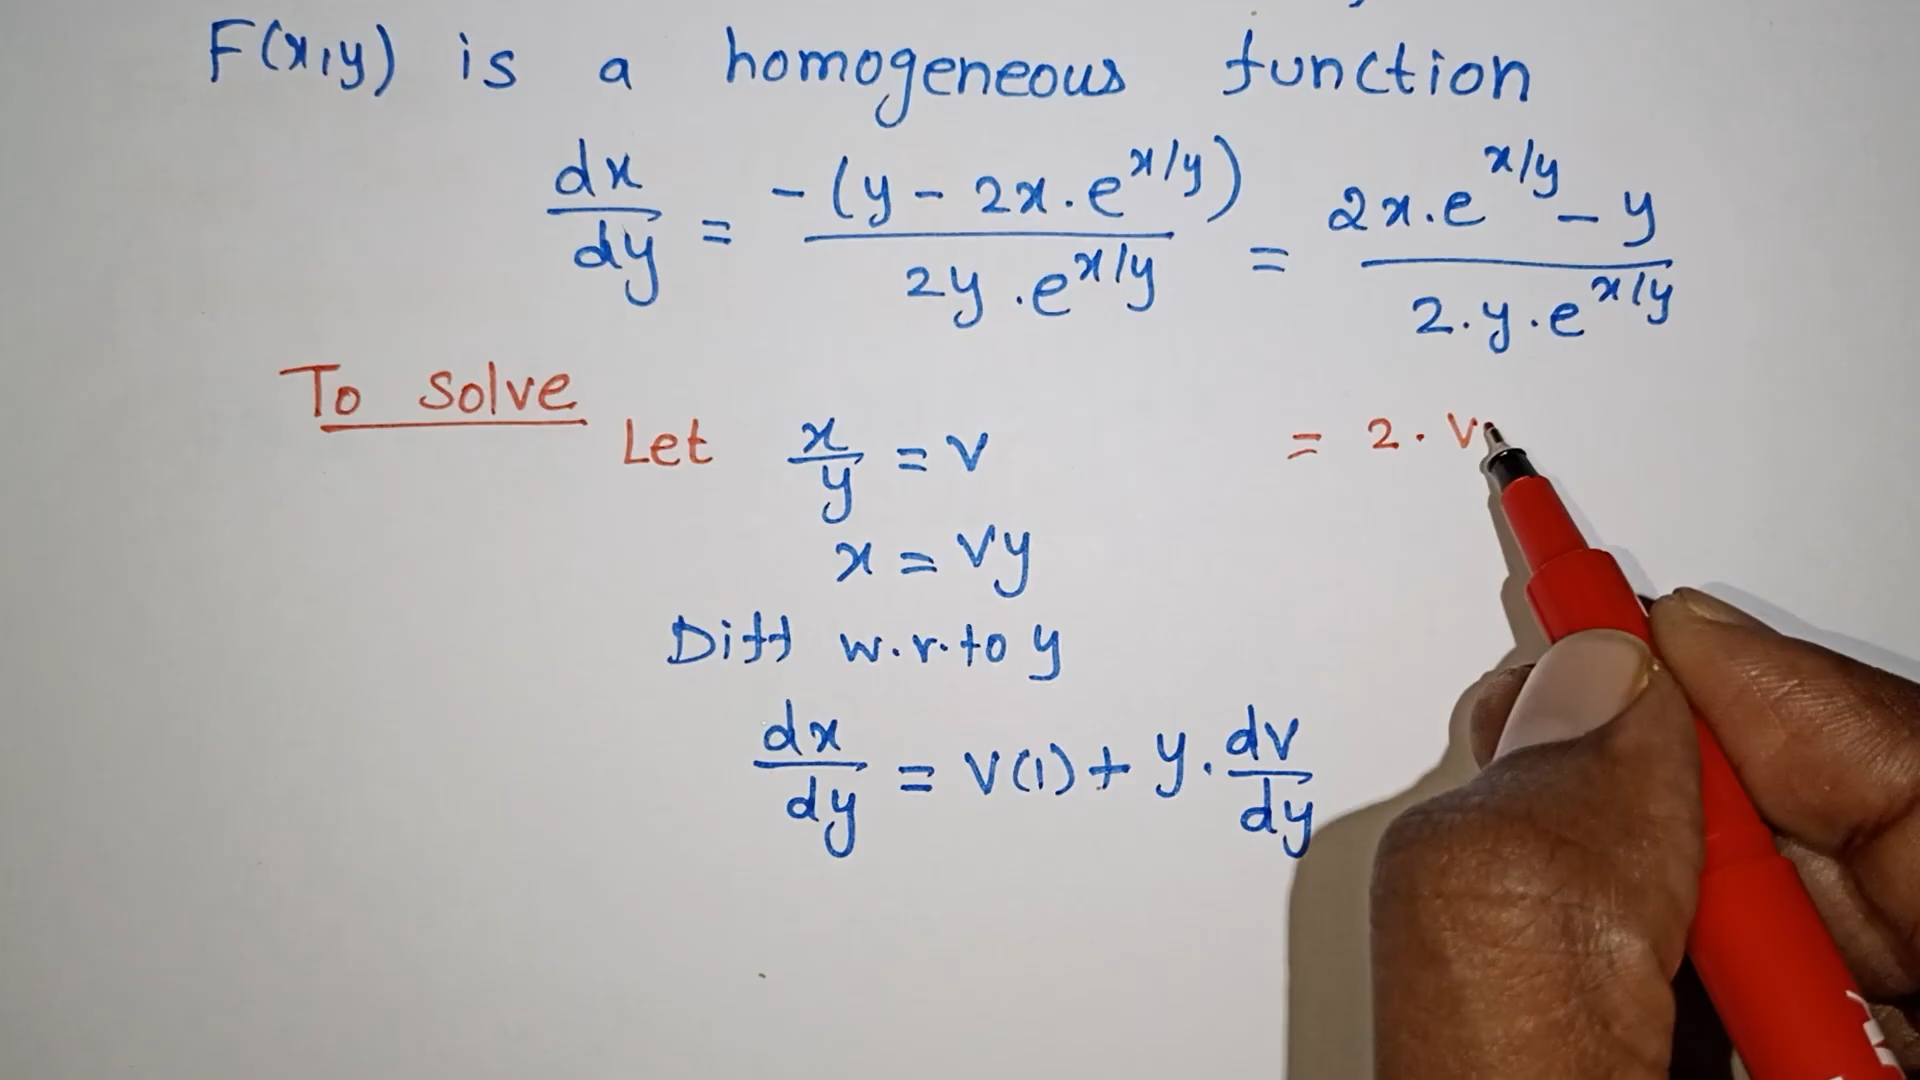 F(x,y) is a homogeneous function
dx/dy = -(y - 2x.e^x/y) / 2y.e^x/y = 2x.e^x/y - y / 2.y.e^x/y
To solve
Let x/y = v = 2. v
x = vy
Diff w.r.to y
dx/dy = v(1) + y. dv/dy